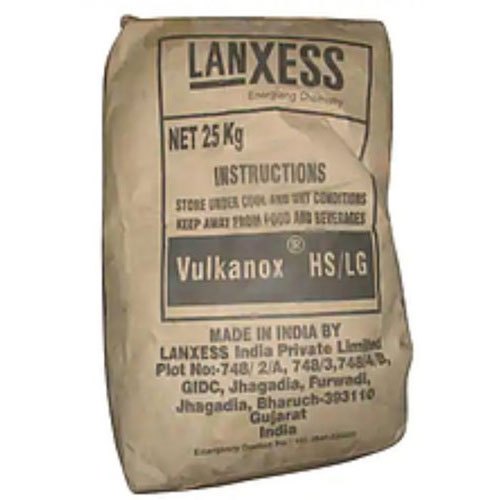 LANXESS
Energizing Chemistry
NET 25 Kg
INSTRUCTIONS
STORE UNDER COOL AND DRY CONDITIONS
KEEP AWAY FROM FOOD AND BEVERAGES
Vulkanox ® HS/LG
MADE IN INDIA BY
LANXESS India Private Limited
Plot No:-748/ 2/A, 748/3,748/4/B,
GIDC, Jhagadia, Furwadi,
Jhagadia, Bharuch-393110
Gujarat
India
Emergency